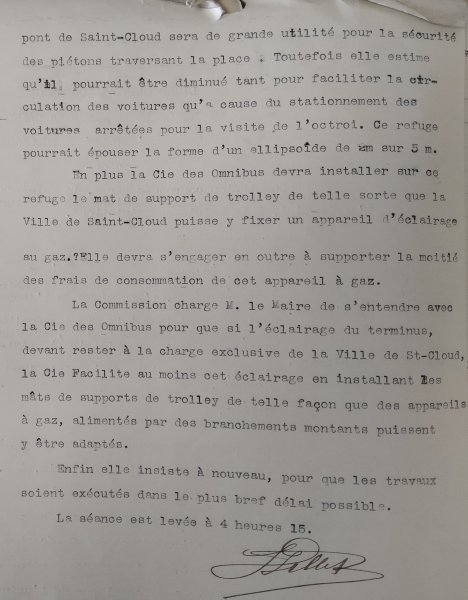 pont de Saint-Cloud sera de grande utilité pour la sécurité
des piétons traversant la place . Toutefois elle estime
qu'il, pourrait être diminué tant pour faciliter la cir-
culation des voitures qu'a cause du stationnement des
voitures arrêtées pour la visite de l'octroi. Ce refuge
pourrait épouser la forme d'un ellipsoïde de sur 5 m.
En plus la Cie des Omnibus devra installer sur ce
refuge le mat de support de trolley de telle sorte que la
Ville de Saint-Cloud puisse y fixer un appareil d'éclairage
au gaz.?Elle devra s'engager en outre à supporter la moitié
des frais de consommation de cet appareil à gaz.
La Commission charge M. le Maire de s'entendre avec
la Cie des Omnibus pour que si l'éclairage du terminus,
devant rester à la charge exclusive de la Ville de St-Cloud,
la Cie Facilite au moins cet éclairage en installant les
mâts de supports de trolley de telle façon que des appareils
à gaz, alimentés par des branchements montants puissent
y être adaptés.
Enfin elle insiste à nouveau, pour que les travaux
soient exécutés dans le plus bref délai possible.
La séance est levée à 4 heures 15.